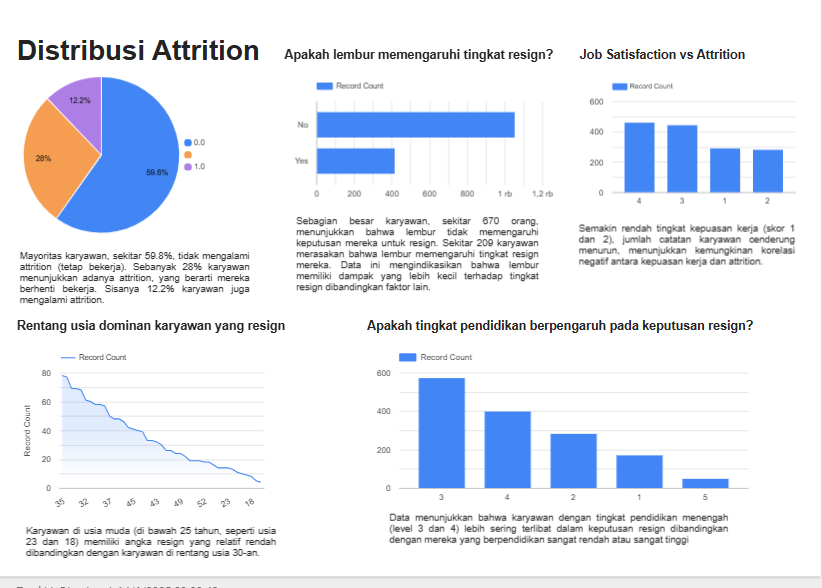 Distribusi Attrition
12.2%
28%
59.8%
0.0
1.0
Mayoritas karyawan, sekitar 59.8%, tidak mengalami
attrition (tetap bekerja). Sebanyak 28% karyawan
menunjukkan adanya attrition, yang berarti mereka
berhenti bekerja. Sisanya 12.2% karyawan juga
mengalami attrition.
Apakah lembur memengaruhi tingkat resign?
Record Count
No
Yes
0 200 400 600 800 1 rb 1,2 rb
Sebagian besar karyawan, sekitar 670 orang,
menunjukkan bahwa lembur tidak memengaruhi
keputusan mereka untuk resign. Sekitar 209 karyawan
merasakan bahwa lembur memengaruhi tingkat resign
mereka. Data ini mengindikasikan bahwa lembur
memiliki dampak yang lebih kecil terhadap tingkat
resign dibandingkan faktor lain.
Job Satisfaction vs Attrition
Record Count
600
400
200
0
4 3 1 2
Semakin rendah tingkat kepuasan kerja (skor 1
dan 2), jumlah catatan karyawan cenderung
menurun, menunjukkan kemungkinan korelasi
negatif antara kepuasan kerja dan attrition.
Rentang usia dominan karyawan yang resign
Record Count
Record Count
80
60
40
20
0
35 32 37 45 43 49 52 23 18
Karyawan di usia muda (di bawah 25 tahun, seperti usia
23 dan 18) memiliki angka resign yang relatif rendah
dibandingkan dengan karyawan di rentang usia 30-an.
Apakah tingkat pendidikan berpengaruh pada keputusan resign?
Record Count
600
400
200
0
3 4 2 1 5
Data menunjukkan bahwa karyawan dengan tingkat pendidikan menengah
(level 3 dan 4) lebih sering terlibat dalam keputusan resign dibandingkan
dengan mereka yang berpendidikan sangat rendah atau sangat tinggi